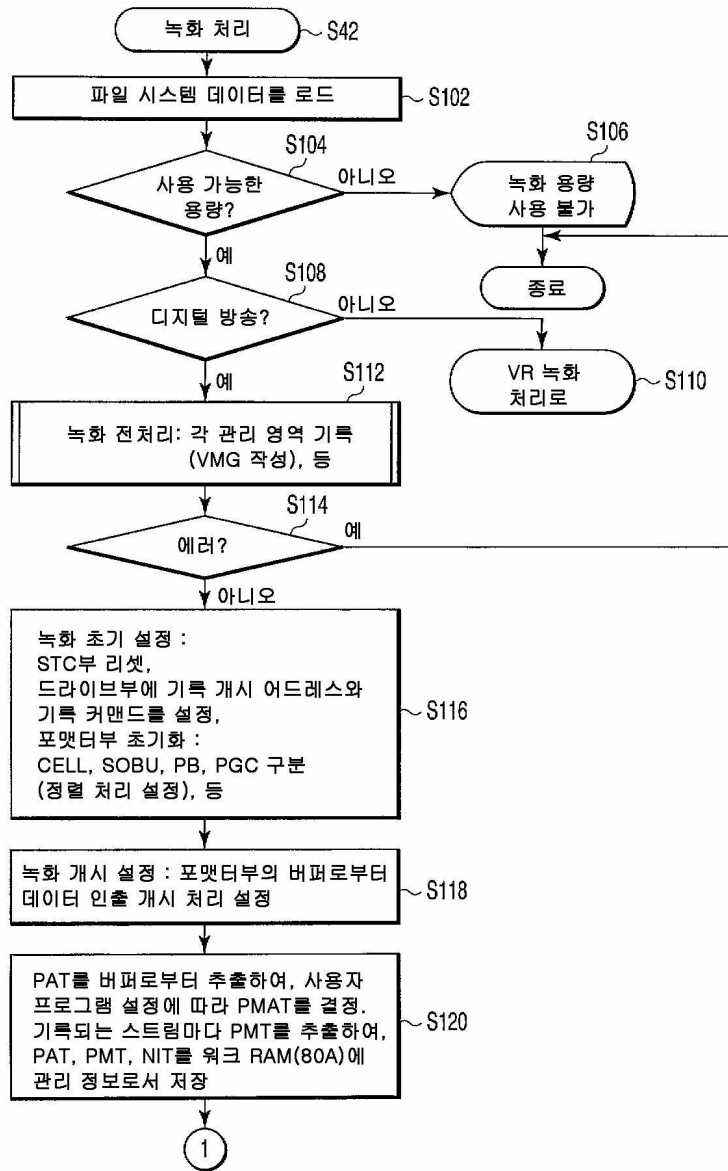 녹화 처리
S42
파일 시스템 데이터를 로드
S102
S104
사용 가능한
용량?
아니오
S106
녹화 용량
사용 불가
예
종료
S108
디지털 방송?
아니오
예
VR 녹화
처리로
S110
S112
녹화 전처리: 각 관리 영역 기록
(VMG 작성), 등
S114
에러?
예
아니오
녹화 초기 설정 :
STC부 리셋,
드라이브부에 기록 개시 어드레스와
기록 커맨드를 설정,
포맷터부 초기화 :
CELL, SOBU, PB, PGC 구분
(정렬 처리 설정), 등
S116
녹화 개시 설정 : 포맷터부의 버퍼로부터
데이터 인출 개시 처리 설정
S118
PAT를 버퍼로부터 추출하여, 사용자
프로그램 설정에 따라 PMAT를 결정.
기록되는 스트림마다 PMT를 추출하여,
PAT, PMT, NIT를 워크 RAM(80A)에
관리 정보로서 저장
S120
1